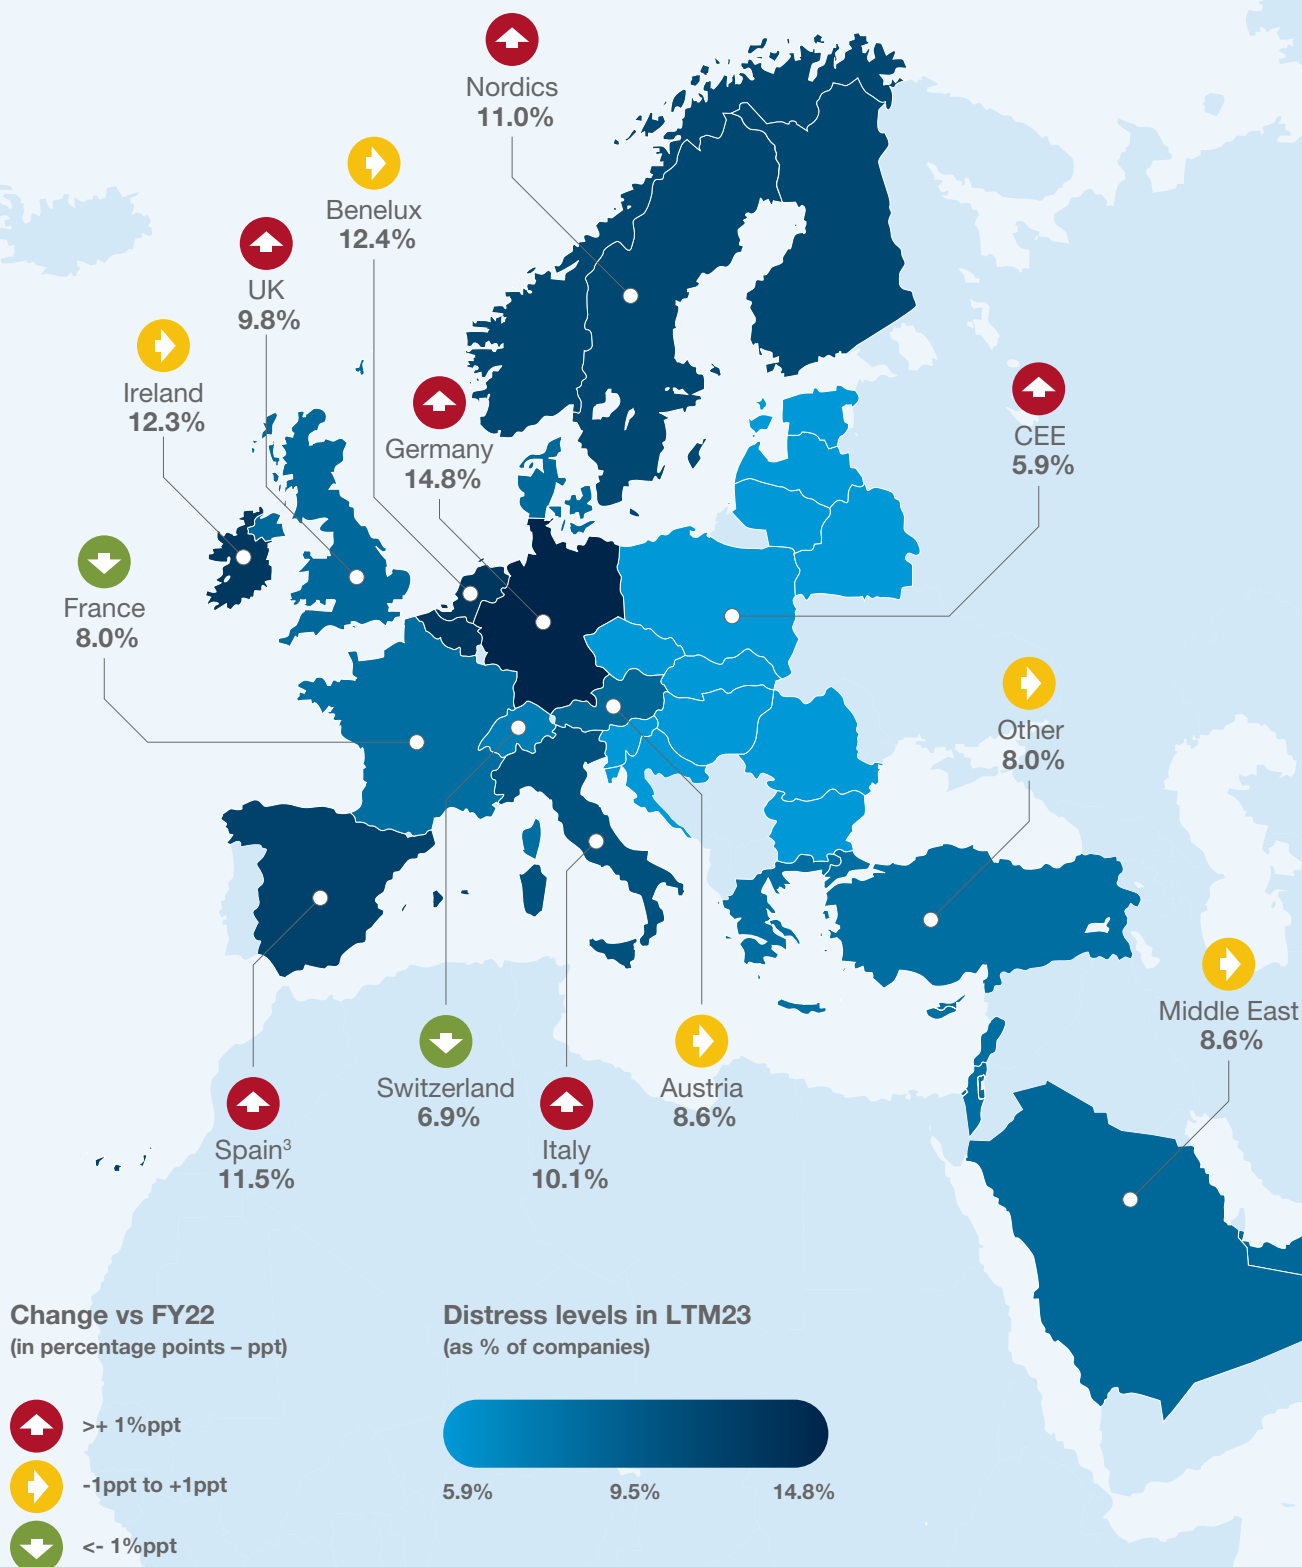 Nordics
11.0%
Benelux
12.4%
UK
9.8%
Ireland
12.3%
Germany
14.8%
CEE
5.9%
France
8.0%
Other
8.0%
Middle East
8.6%
Switzerland
6.9%
Austria
8.6%
Spain³
11.5%
Italy
10.1%
Change vs FY22
(in percentage points – ppt)
>+ 1%ppt
-1ppt to +1ppt
<- 1%ppt
Distress levels in LTM23
(as % of companies)
5.9% 9.5% 14.8%